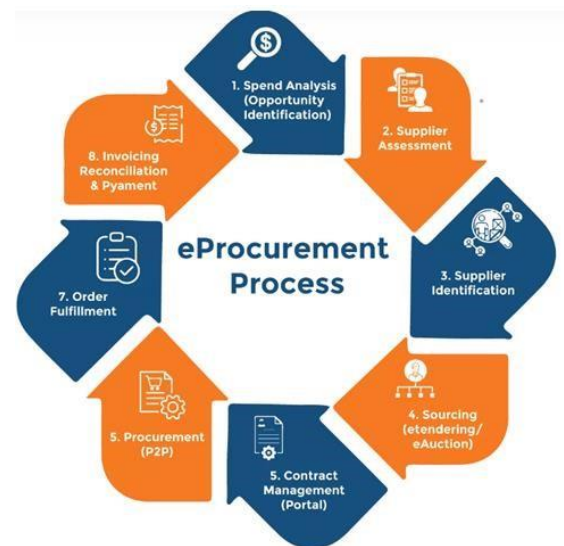 eProcurement
Process
1. Spend Analysis
(Opportunity
Identification)
2. Supplier
Assessment
3. Supplier
Identification
4. Sourcing
(etendering/
eAuction)
5. Contract
Management
(Portal)
5. Procurement
(P2P)
7. Order
Fulfillment
8. Invoicing
Reconciliation
& Pyament